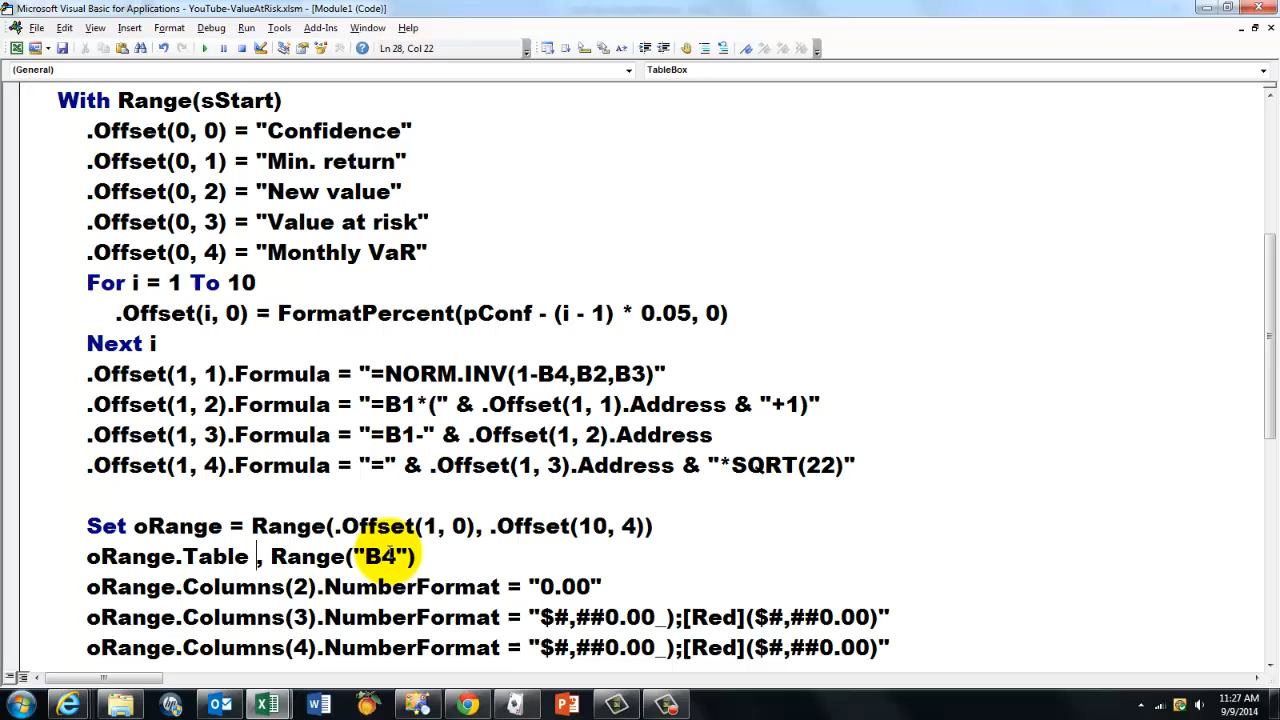 Microsoft Visual Basic for Applications - YouTube-ValueAtRisk.xlsm - [Module1 (Code)]
File Edit View Insert Format Debug Run Tools Add-Ins Window Help
Ln 28, Col 22
(General) TableBox
With Range(sStart)
.Offset(0, 0) = "Confidence"
.Offset(0, 1) = "Min. return"
.Offset(0, 2) = "New value"
.Offset(0, 3) = "Value at risk"
.Offset(0, 4) = "Monthly VaR"
For i = 1 To 10
.Offset(i, 0) = FormatPercent(pConf - (i - 1) * 0.05, 0)
Next i
.Offset(1, 1).Formula = "=NORM.INV(1-B4,B2,B3)"
.Offset(1, 2).Formula = "=B1*(" & .Offset(1, 1).Address & "+1)"
.Offset(1, 3).Formula = "=B1-" & .Offset(1, 2).Address
.Offset(1, 4).Formula = "=" & .Offset(1, 3).Address & "*SQRT(22)"
Set oRange = Range(.Offset(1, 0), .Offset(10, 4))
oRange.Table , Range("B4")
oRange.Columns(2).NumberFormat = "0.00"
oRange.Columns(3).NumberFormat = "$#,##0.00_);[Red]($#,##0.00)"
oRange.Columns(4).NumberFormat = "$#,##0.00_);[Red]($#,##0.00)"
11:27 AM
9/9/2014